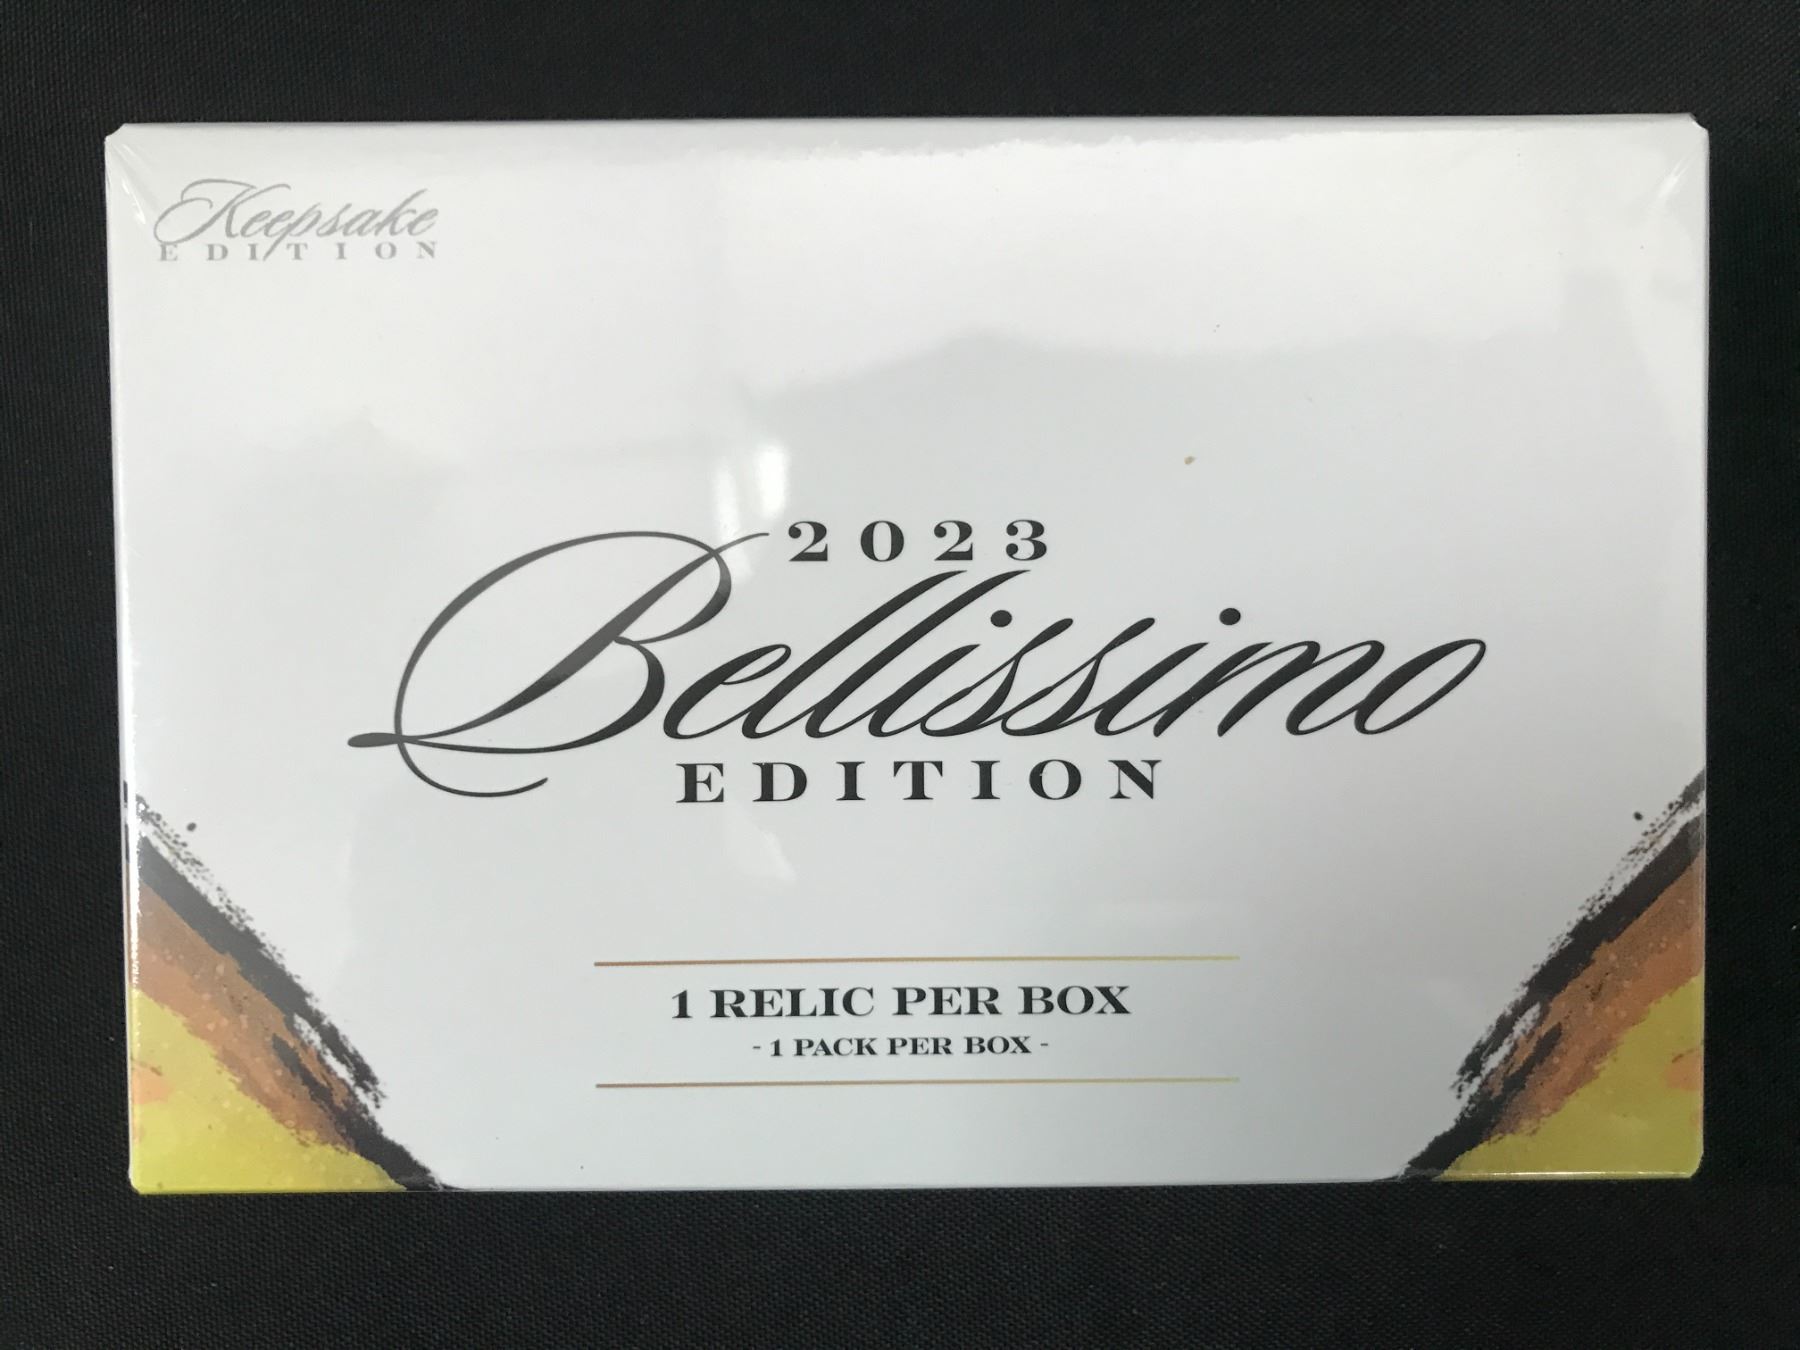 Keepsake
EDITION
2023
Bellissimo
EDITION
1 RELIC PER BOX
- 1 PACK PER BOX -